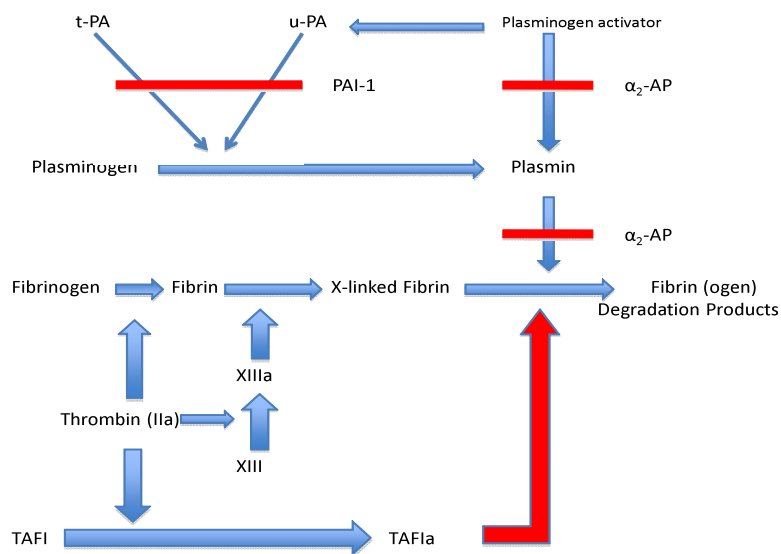 t-PA
u-PA
Plasminogen activator
PAI-1
α₂-AP
Plasminogen
Plasmin
α₂-AP
Fibrinogen
Fibrin
X-linked Fibrin
Fibrin (ogen)
Degradation Products
XIIIa
Thrombin (IIa)
XIII
TAFI
TAFIa